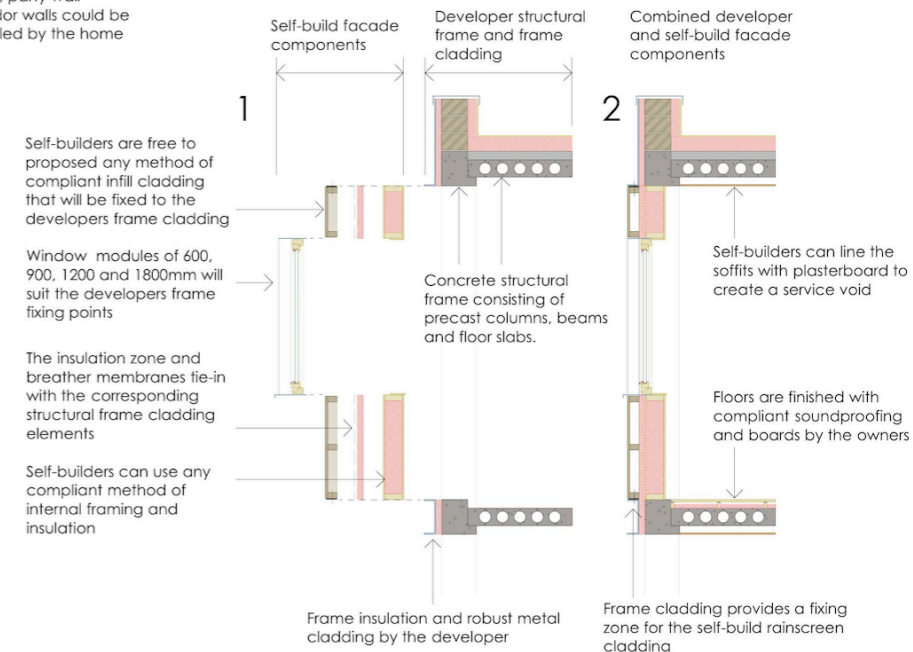 party wall
dor walls could be
led by the home
Self-build facade
components
Developer structural
frame and frame
cladding
Combined developer
and self-build facade
components
1
2
Self-builders are free to
proposed any method of
compliant infill cladding
that will be fixed to the
developers frame cladding
Window modules of 600,
900, 1200 and 1800mm will
suit the developers frame
fixing points
The insulation zone and
breather membranes tie-in
with the corresponding
structural frame cladding
elements
Self-builders can use any
compliant method of
internal framing and
insulation
Concrete structural
frame consisting of
precast columns, beams
and floor slabs.
Self-builders can line the
soffits with plasterboard to
create a service void
Floors are finished with
compliant soundproofing
and boards by the owners
Frame insulation and robust metal
cladding by the developer
Frame cladding provides a fixing
zone for the self-build rainscreen
cladding